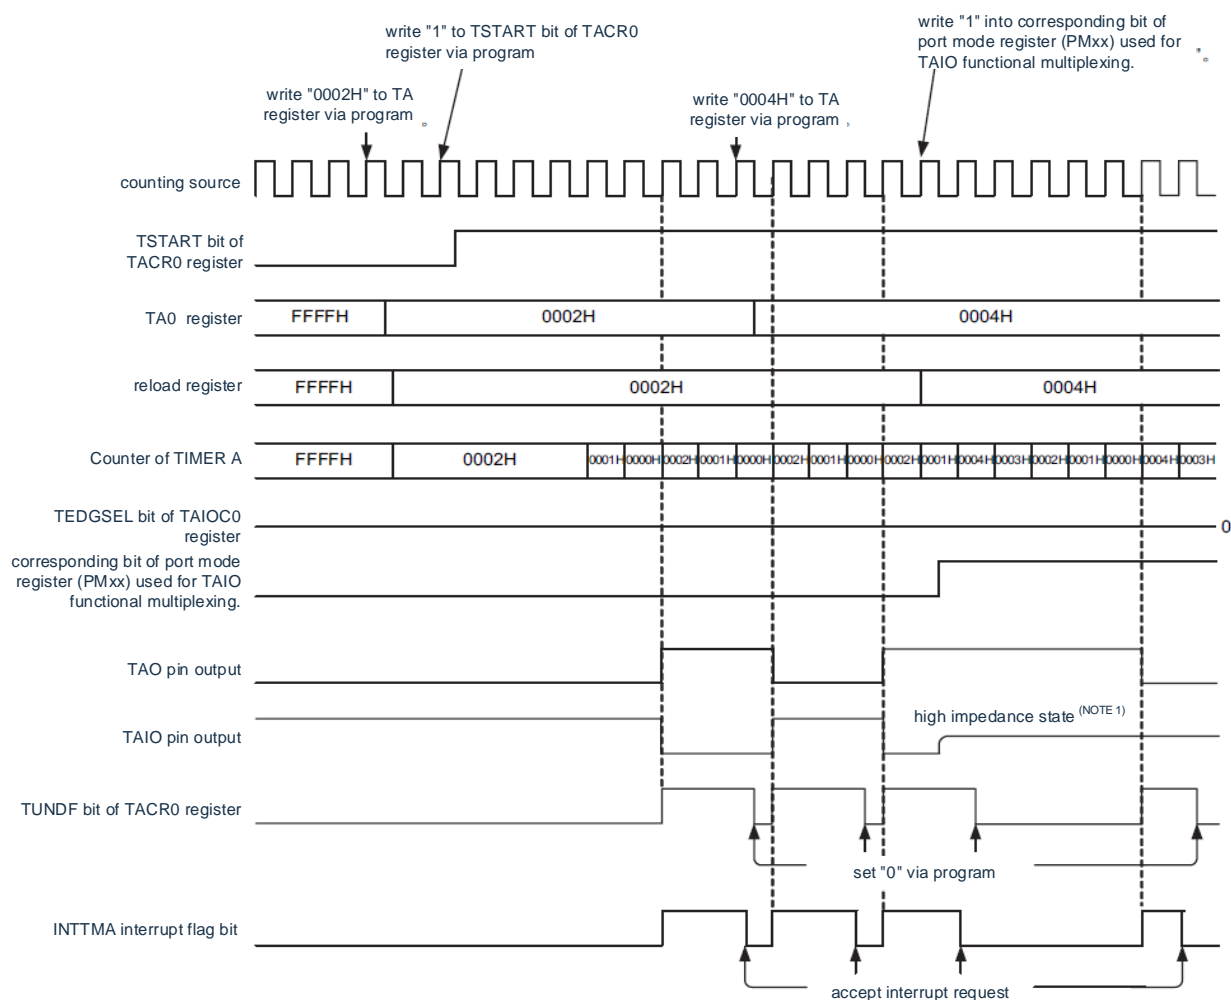 write "1" to TSTART bit of TACR0
register via program
write "1" into corresponding bit of
port mode register (PMxx) used for
TAIO functional multiplexing.
write "0002H" to TA
register via program 。
write "0004H" to TA
register via program ,
counting source
TSTART bit of
TACR0 register
TA0 register
FFFFH 0002H 0004H
reload register
FFFFH 0002H 0004H
Counter of TIMER A
FFFFH 0002H 0001H 0000H 0002H 0001H 0000H 0002H 0001H 0000H 0002H 0001H 0004H 0003H 0002H 0001H 0000H 0004H 0003H
TEDGSEL bit of TAIOC0
register
0
corresponding bit of port mode
register (PMxx) used for TAIO
functional multiplexing.
TAO pin output
high impedance state (NOTE 1)
TAIO pin output
TUNDF bit of TACR0 register
set "0" via program
INTTMA interrupt flag bit
accept interrupt request